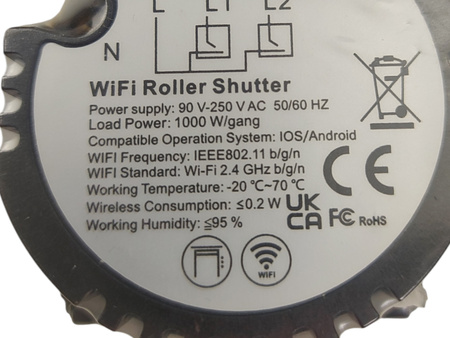 L L1 L2
N
WiFi Roller Shutter
Power supply: 90 V-250 V AC 50/60 HZ
Load Power: 1000 W/gang
Compatible Operation System: IOS/Android
WIFI Frequency: IEEE802.11 b/g/n
WIFI Standard: Wi-Fi 2.4 GHz b/g/n
Working Temperature: -20 ℃~70 ℃
Wireless Consumption: ≤0.2 W
Working Humidity: ≦95 %
CE
UK
CA
FC
RoHS
WIFI